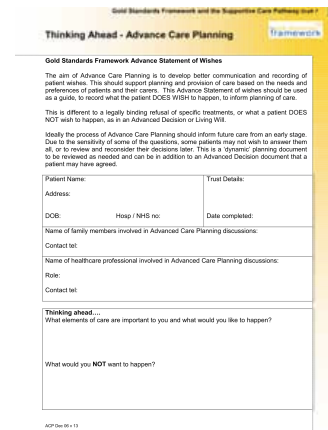 Gold Standards Framework and the Supportive Care Pathway
Thinking Ahead - Advance Care Planning
framework
Gold Standards Framework Advance Statement of Wishes
The aim of Advance Care Planning is to develop better communication and recording of
patient wishes. This should support planning and provision of care based on the needs and
preferences of patients and their carers. This Advance Statement of wishes should be used
as a guide, to record what the patient DOES WISH to happen, to inform planning of care.
This is different to a legally binding refusal of specific treatments, or what a patient DOES
NOT wish to happen, as in an Advanced Decision or Living Will.
Ideally the process of Advance Care Planning should inform future care from an early stage.
Due to the sensitivity of some of the questions, some patients may not wish to answer them
all, or to review and reconsider their decisions later. This is a 'dynamic' planning document
to be reviewed as needed and can be in addition to an Advanced Decision document that a
patient may have agreed.
Patient Name: Trust Details:
Address:
DOB: Hosp / NHS no: Date completed:
Name of family members involved in Advanced Care Planning discussions:
Contact tel:
Name of healthcare professional involved in Advanced Care Planning discussions:
Role:
Contact tel:
Thinking ahead....
What elements of care are important to you and what would you like to happen?
What would you NOT want to happen?
ACP Dec 06 v 13